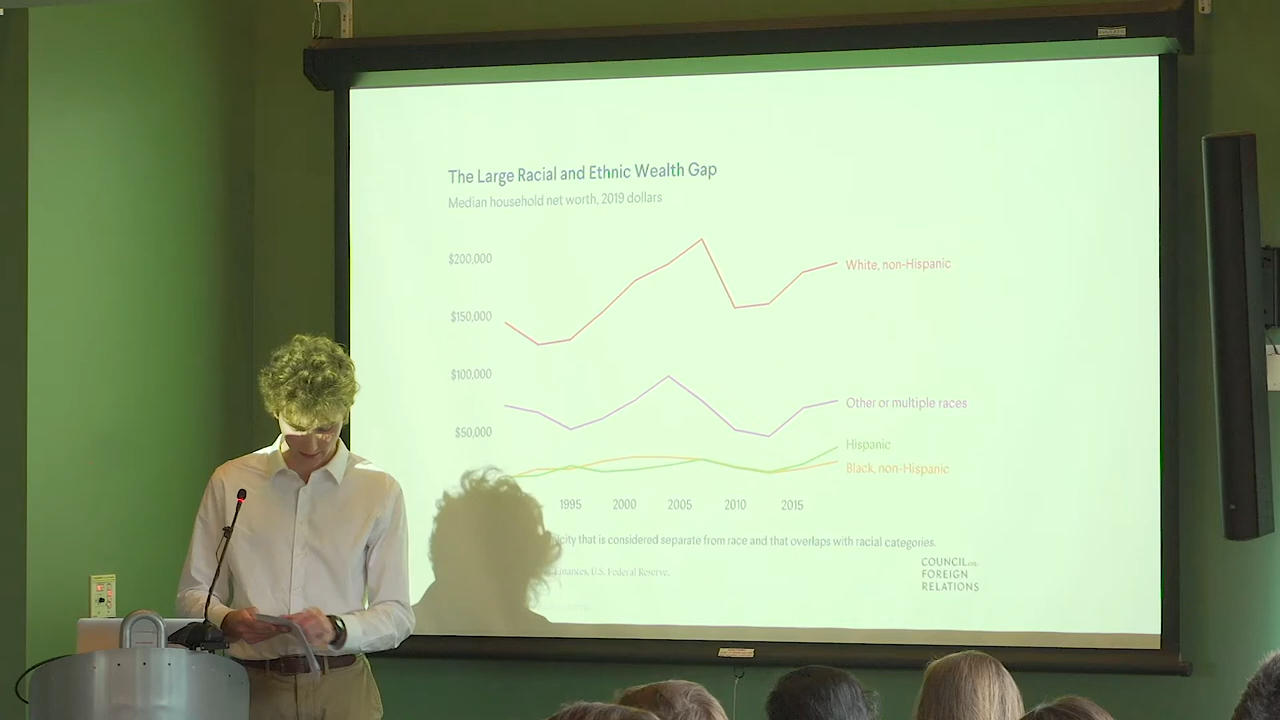 The Large Racial and Ethnic Wealth Gap
Median household net worth, 2019 dollars
$200,000
$150,000
$100,000
$50,000
White, non-Hispanic
Other or multiple races
Hispanic
Black, non-Hispanic
1995 2000 2005 2010 2015
that is considered separate from race and that overlaps with racial categories.
Finances, U.S. Federal Reserve.
COUNCIL on
FOREIGN
RELATIONS